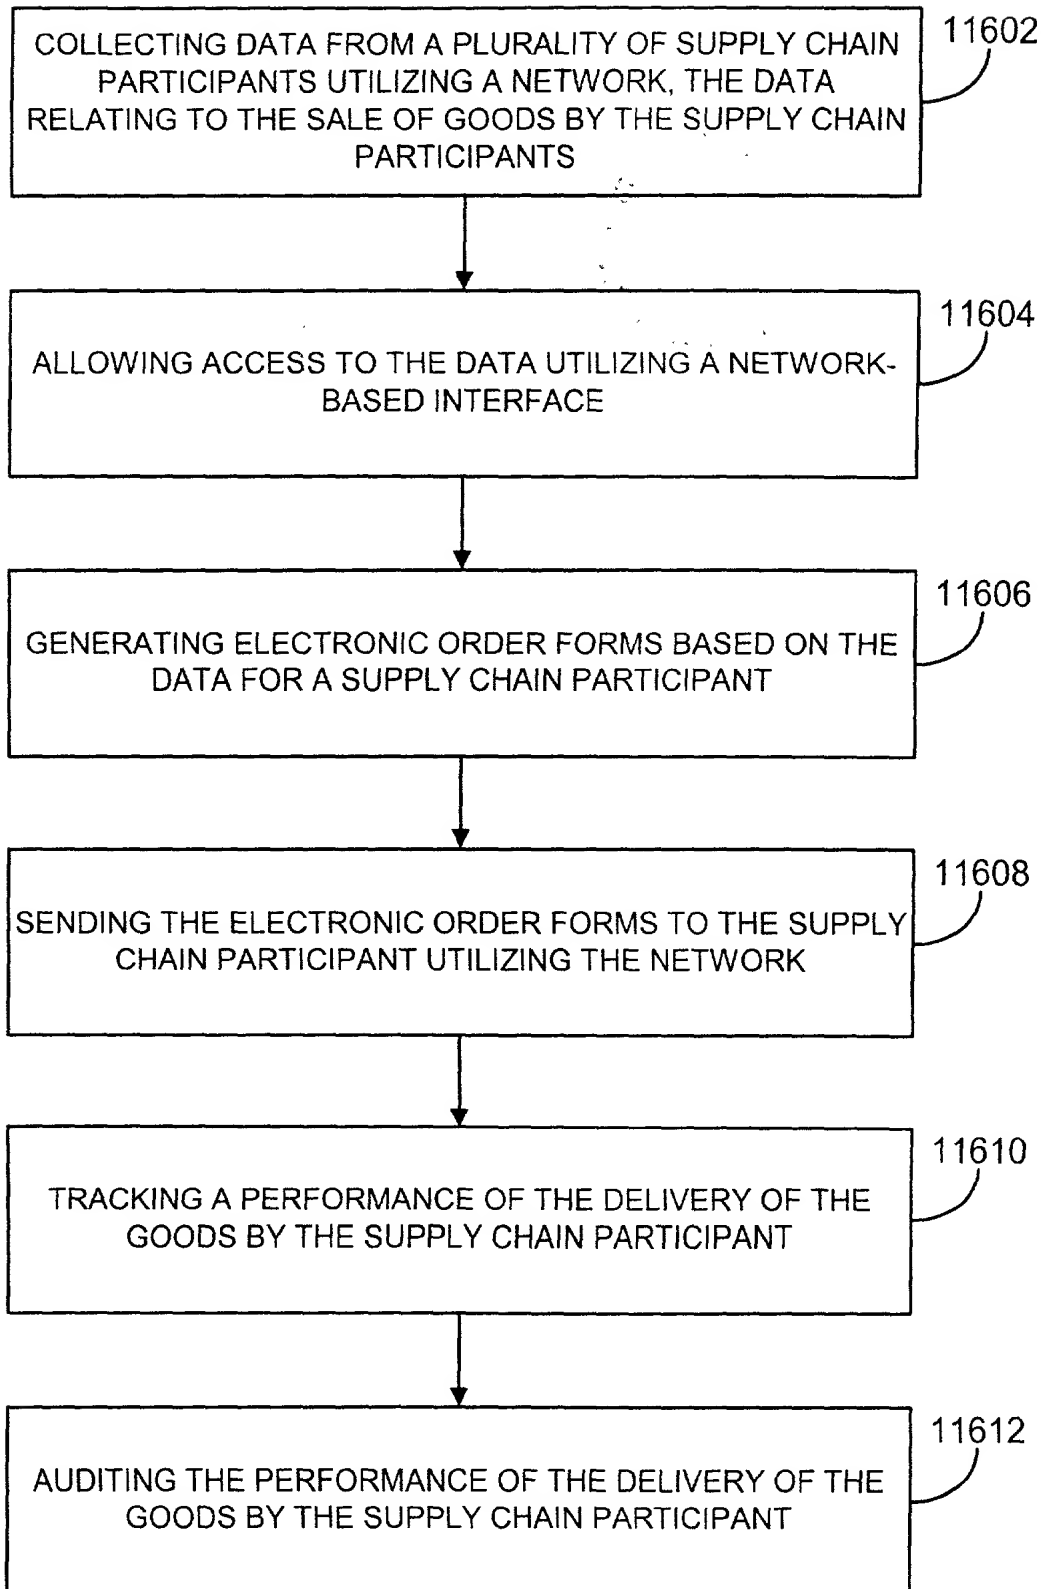 COLLECTING DATA FROM A PLURALITY OF SUPPLY CHAIN
PARTICIPANTS UTILIZING A NETWORK, THE DATA
RELATING TO THE SALE OF GOODS BY THE SUPPLY CHAIN
PARTICIPANTS
11602
ALLOWING ACCESS TO THE DATA UTILIZING A NETWORK-
BASED INTERFACE
11604
GENERATING ELECTRONIC ORDER FORMS BASED ON THE
DATA FOR A SUPPLY CHAIN PARTICIPANT
11606
SENDING THE ELECTRONIC ORDER FORMS TO THE SUPPLY
CHAIN PARTICIPANT UTILIZING THE NETWORK
11608
TRACKING A PERFORMANCE OF THE DELIVERY OF THE
GOODS BY THE SUPPLY CHAIN PARTICIPANT
11610
AUDITING THE PERFORMANCE OF THE DELIVERY OF THE
GOODS BY THE SUPPLY CHAIN PARTICIPANT
11612